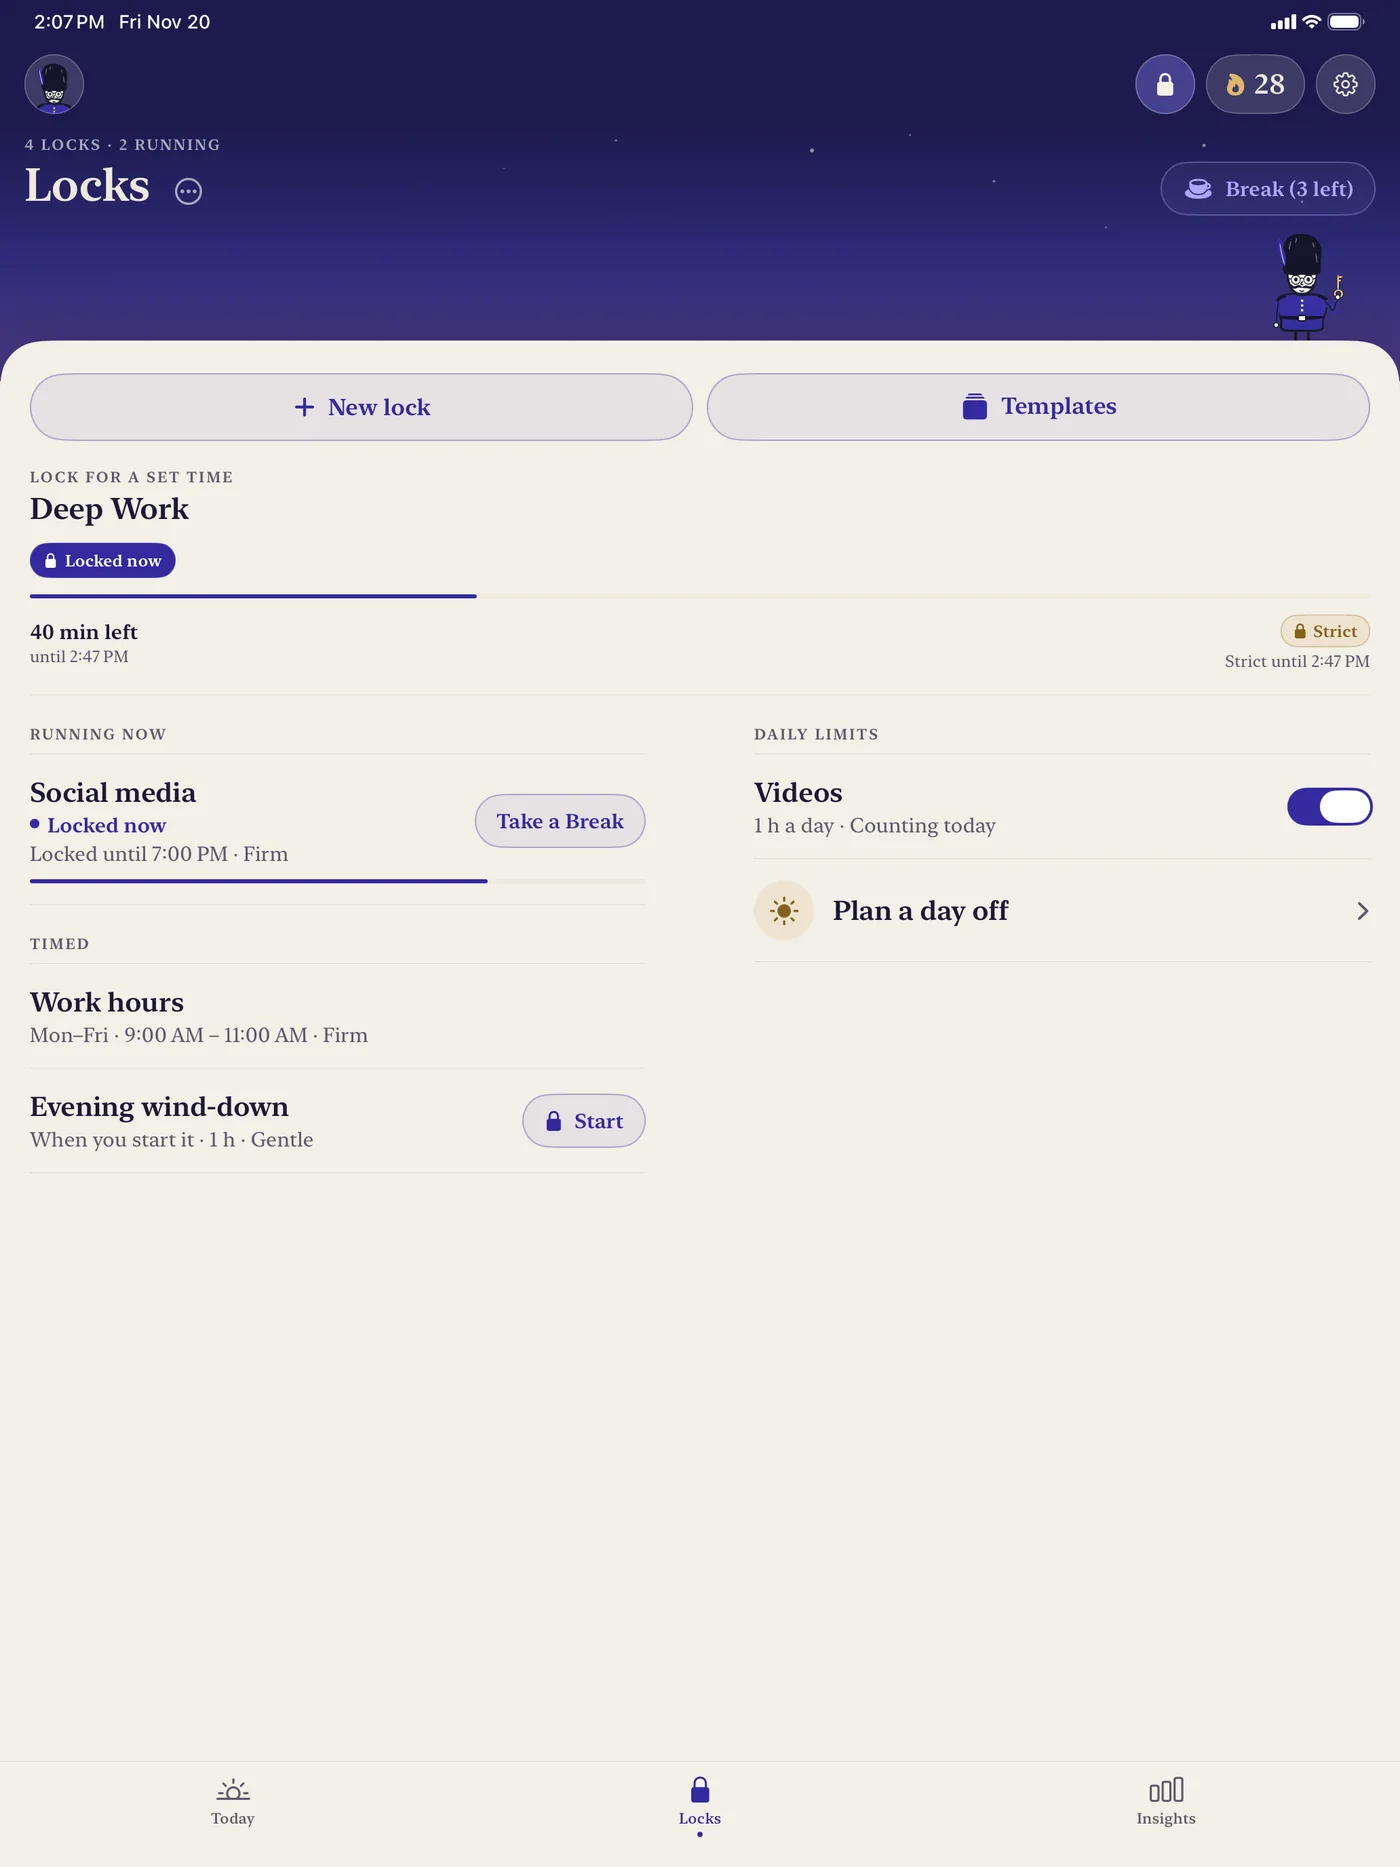 2:07 PM Fri Nov 20
28
4 LOCKS · 2 RUNNING
Locks
Break (3 left)
New lock
Templates
LOCK FOR A SET TIME
Deep Work
Locked now
40 min left
until 2:47 PM
Strict
Strict until 2:47 PM
RUNNING NOW
Social media
Locked now
Locked until 7:00 PM · Firm
Take a Break
TIMED
Work hours
Mon–Fri · 9:00 AM – 11:00 AM · Firm
Evening wind-down
When you start it · 1 h · Gentle
Start
DAILY LIMITS
Videos
1 h a day · Counting today
Plan a day off
Today
Locks
Insights